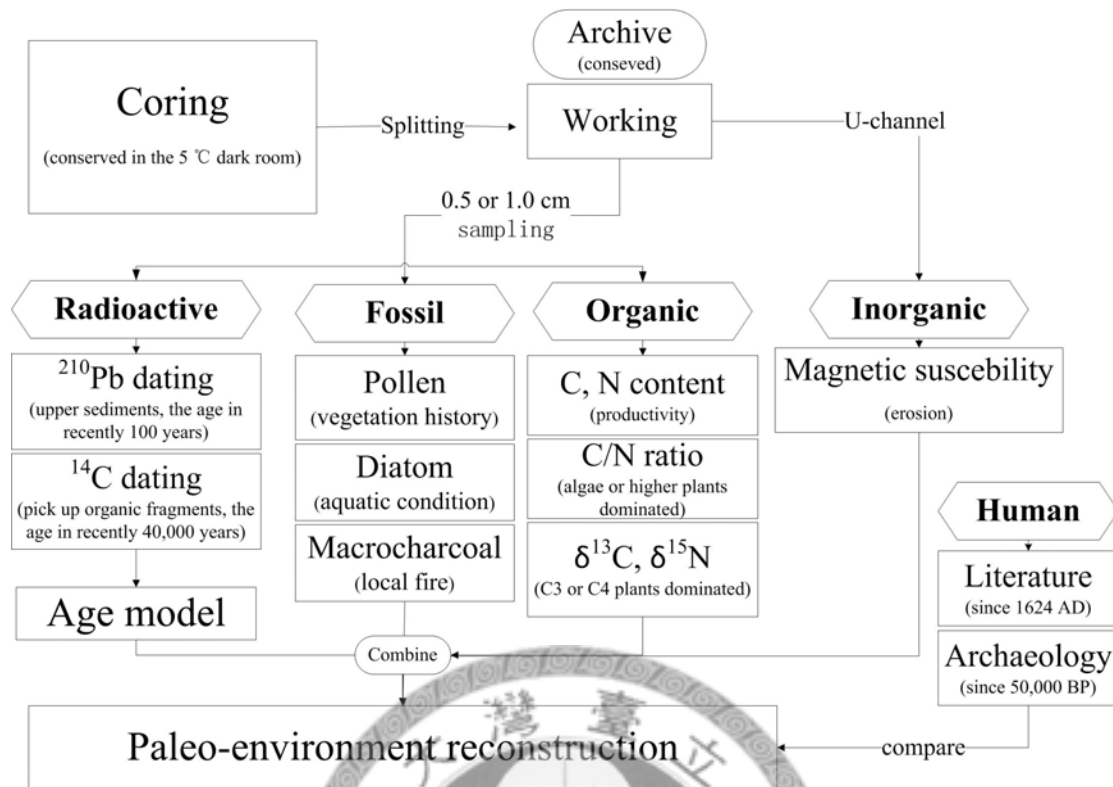 Archive
(conseved)
Coring
(conserved in the 5 ℃ dark room)
Splitting
Working
U-channel
0.5 or 1.0 cm
sampling
Radioactive
²¹⁰Pb dating
(upper sediments, the age in
recently 100 years)
¹⁴C dating
(pick up organic fragments, the
age in recently 40,000 years)
Age model
Fossil
Pollen
(vegetation history)
Diatom
(aquatic condition)
Macrocharcoal
(local fire)
Organic
C, N content
(productivity)
C/N ratio
(algae or higher plants
dominated)
δ¹³C, δ¹⁵N
(C3 or C4 plants dominated)
Inorganic
Magnetic suscebility
(erosion)
Human
Literature
(since 1624 AD)
Archaeology
(since 50,000 BP)
Combine
Paleo-environment reconstruction
compare
灣臺
立